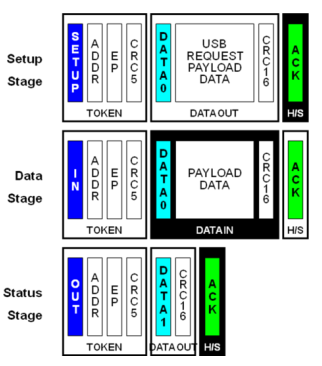 Setup
Stage
SETUP
ADDR
EP
CRC5
TOKEN
DATA0
USB
REQUEST
PAYLOAD
DATA
CRC16
DATA OUT
ACK
H/S
Data
Stage
IN
ADDR
EP
CRC5
TOKEN
DATA0
PAYLOAD
DATA
CRC16
DATA IN
ACK
H/S
Status
Stage
OUT
ADDR
EP
CRC5
TOKEN
DATA1
CRC16
DATA OUT
ACK
H/S